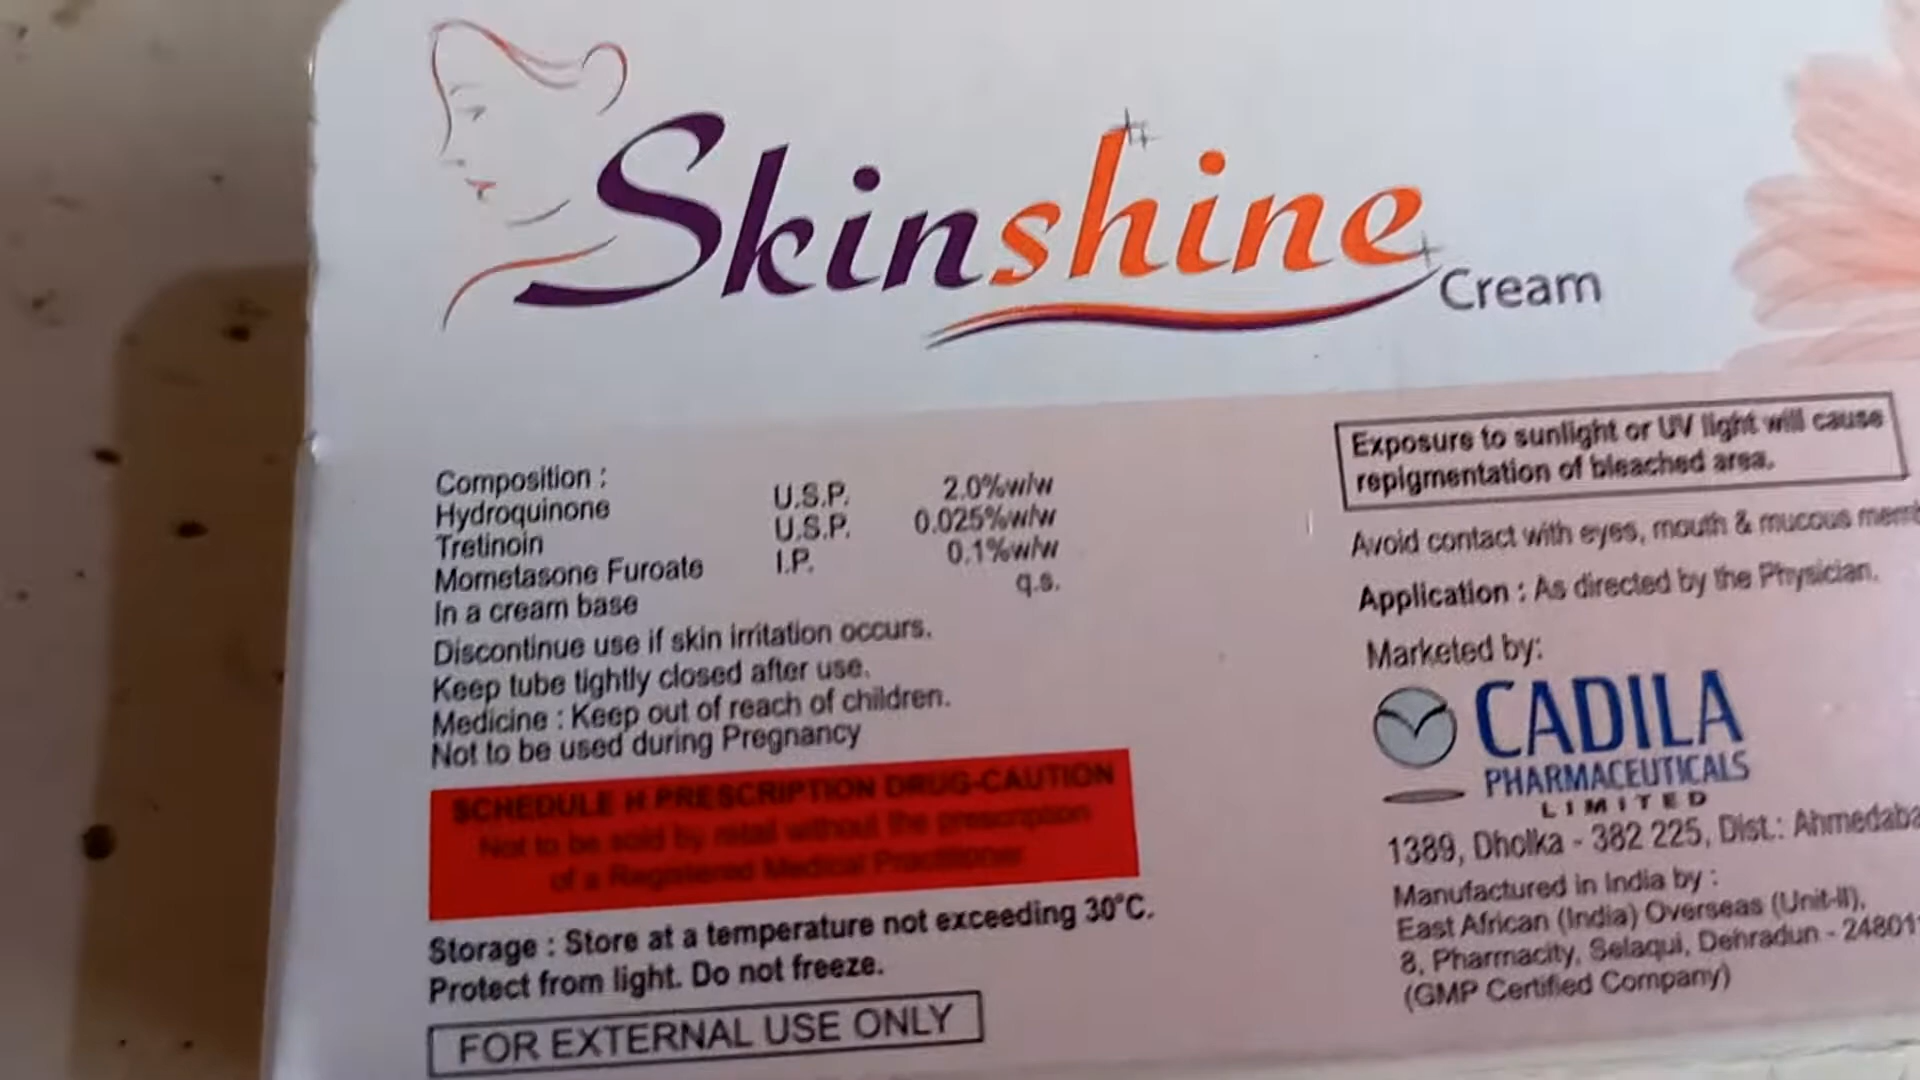 Skinshine
Cream
Composition :
Hydroquinone U.S.P. 2.0%w/w
Tretinoin U.S.P. 0.025%w/w
Mometasone Furoate I.P. 0.1%w/w
In a cream base q.s.
Discontinue use if skin irritation occurs.
Keep tube tightly closed after use.
Medicine : Keep out of reach of children.
Not to be used during Pregnancy
SCHEDULE H PRESCRIPTION DRUG-CAUTION
Not to be sold by retail without the prescription
of a Registered Medical Practitioner
Storage : Store at a temperature not exceeding 30°C.
Protect from light. Do not freeze.
FOR EXTERNAL USE ONLY
Exposure to sunlight or UV light will cause
repigmentation of bleached area.
Avoid contact with eyes, mouth & mucous
Application : As directed by the Physician.
Marketed by:
CADILA
PHARMACEUTICALS
LIMITED
1389, Dholka - 382 225, Dist.:
Manufactured in India by :
East African (India) Overseas (Unit-II),
8, Pharmacity, Selaqui, Dehradun -
(GMP Certified Company)